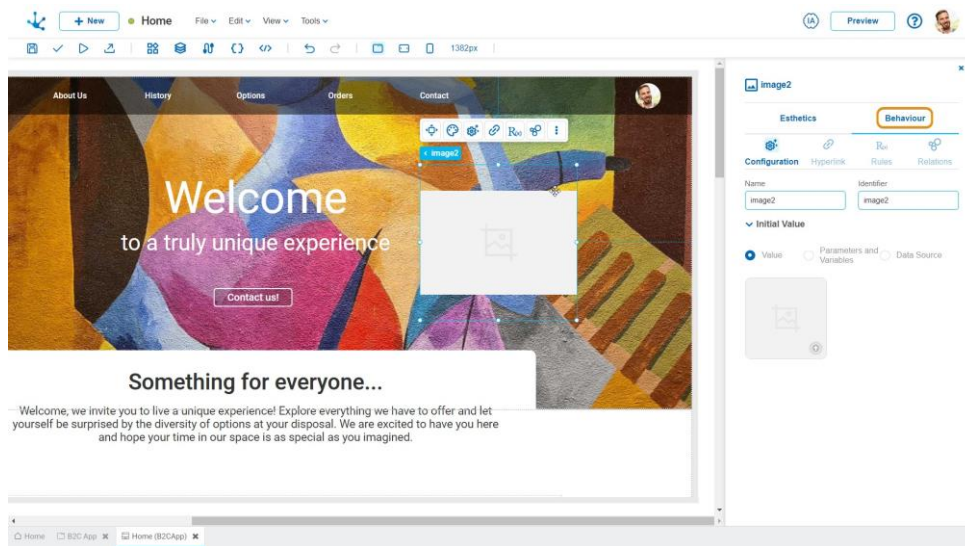 + New
Home
File
Edit
View
Tools
IA
Preview
?
1382px
About Us
History
Options
Orders
Contact
R(x)
image2
Welcome
to a truly unique experience
Contact us!
Something for everyone...
Welcome, we invite you to live a unique experience! Explore everything we have to offer and let
yourself be surprised by the diversity of options at your disposal. We are excited to have you here
and hope your time in our space is as special as you imagined.
image2
Esthetics
Behaviour
R(x)
Configuration
Hyperlink
Rules
Relations
Name
Identifier
image2
image2
Initial Value
Value
Parameters and
Variables
Data Source
Home
B2C App
Home (B2CApp)